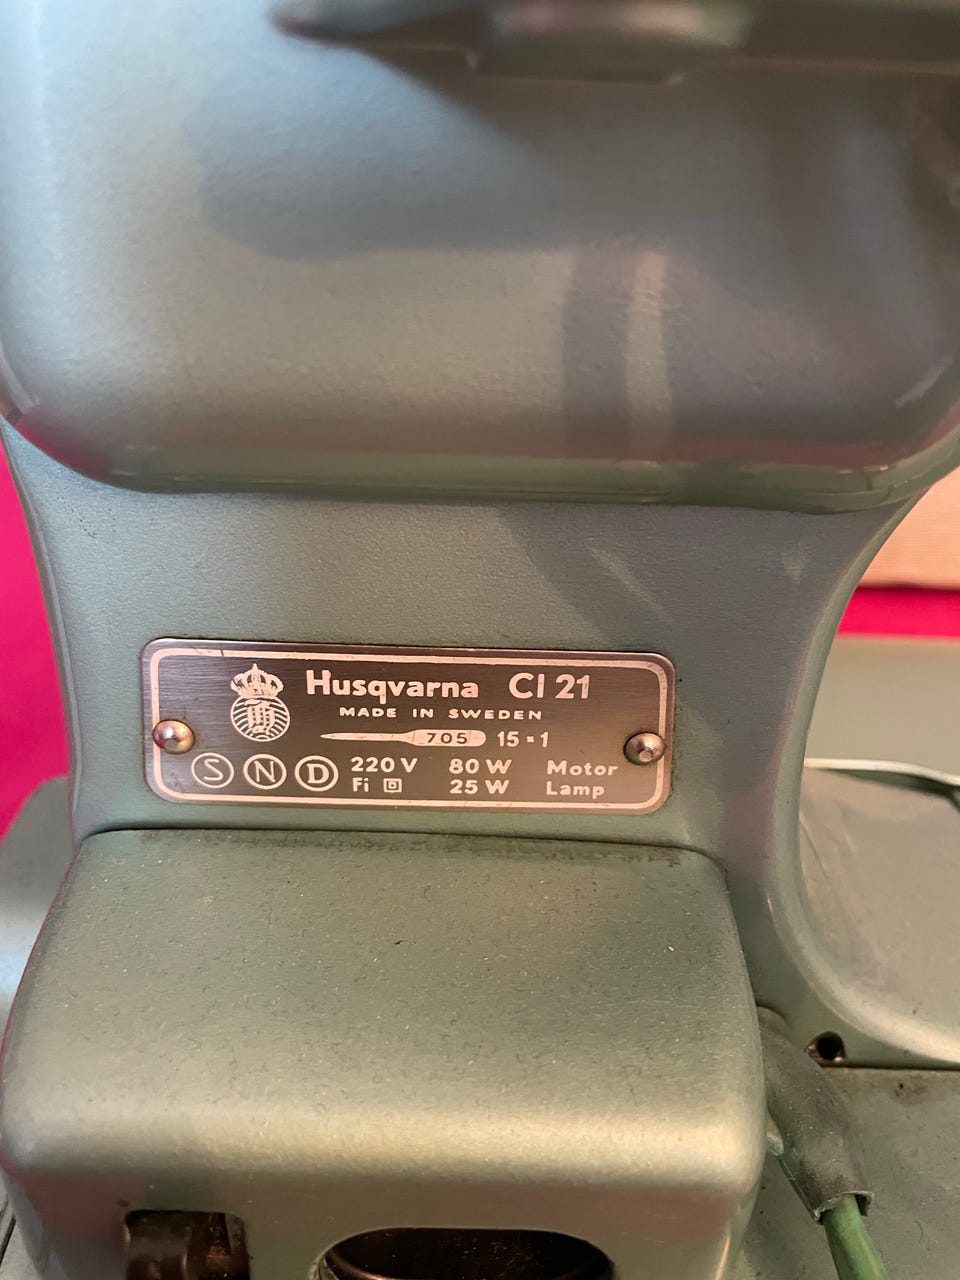 Husqvarna Cl 21
MADE IN SWEDEN
705 15×1
S N D 220 V 80 W Motor
Fi 25 W Lamp